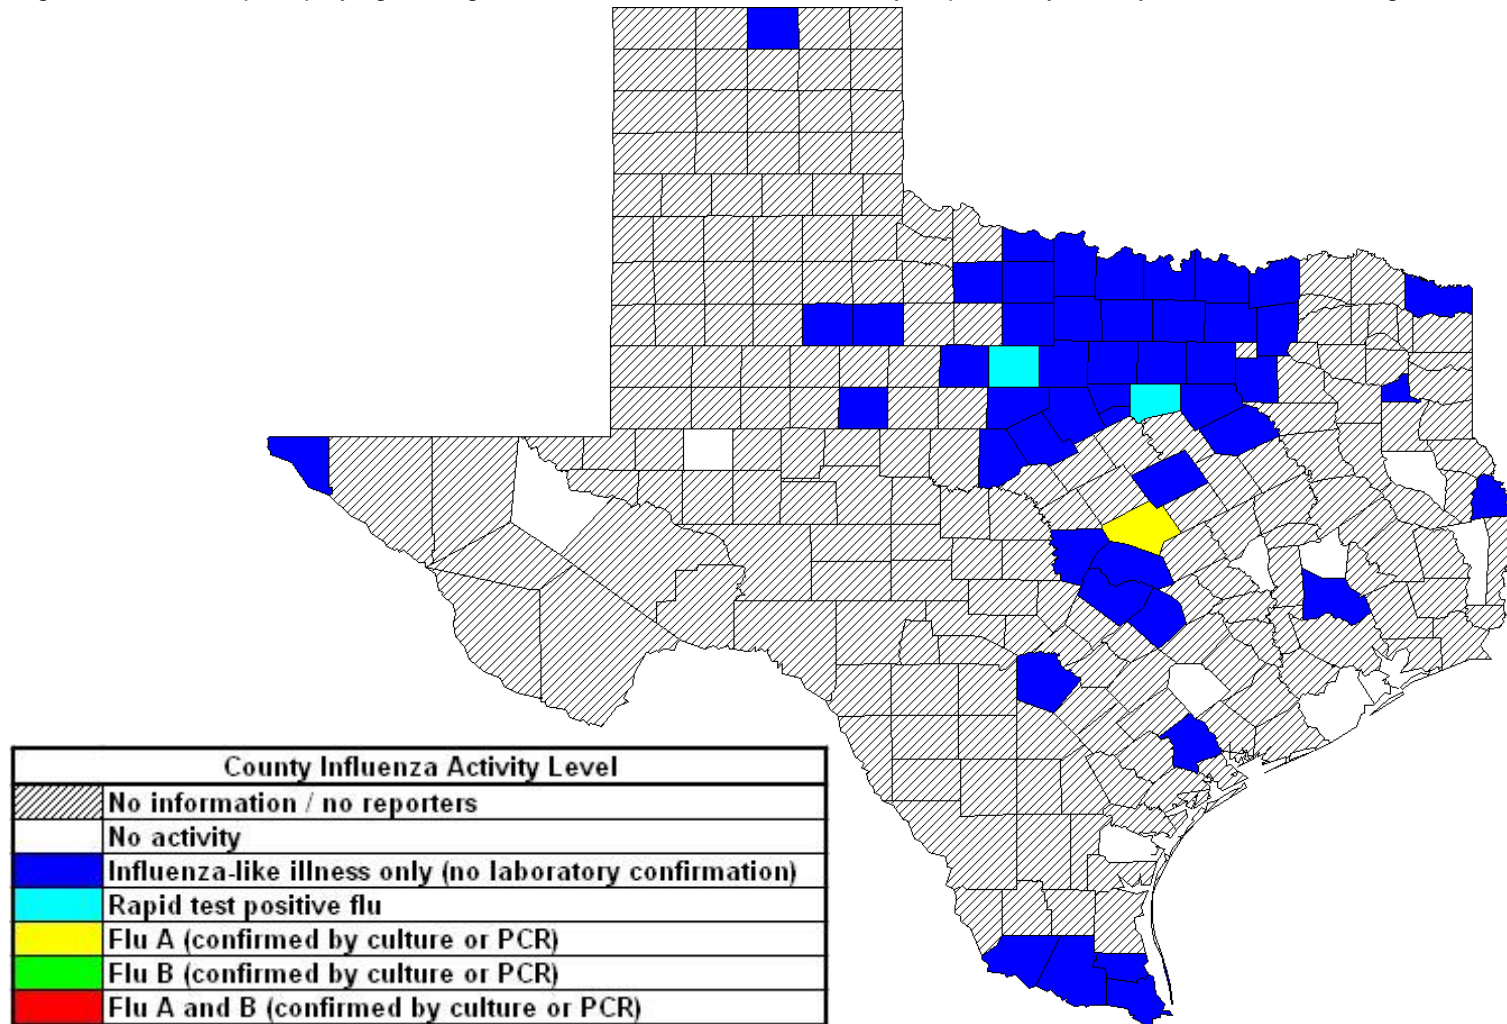 County Influenza Activity Level
No information / no reporters
No activity
Influenza-like illness only (no laboratory confirmation)
Rapid test positive flu
Flu A (confirmed by culture or PCR)
Flu B (confirmed by culture or PCR)
Flu A and B (confirmed by culture or PCR)